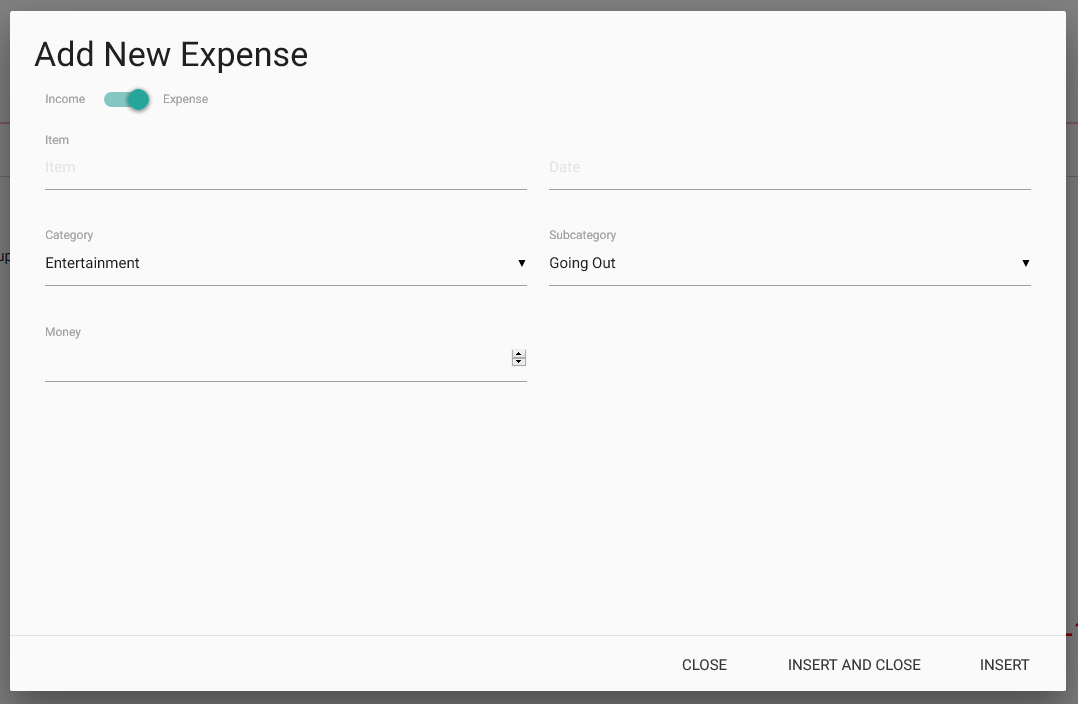 Add New Expense
Income Expense
Item
Item Date
Category Subcategory
Entertainment Going Out
Money
CLOSE INSERT AND CLOSE INSERT